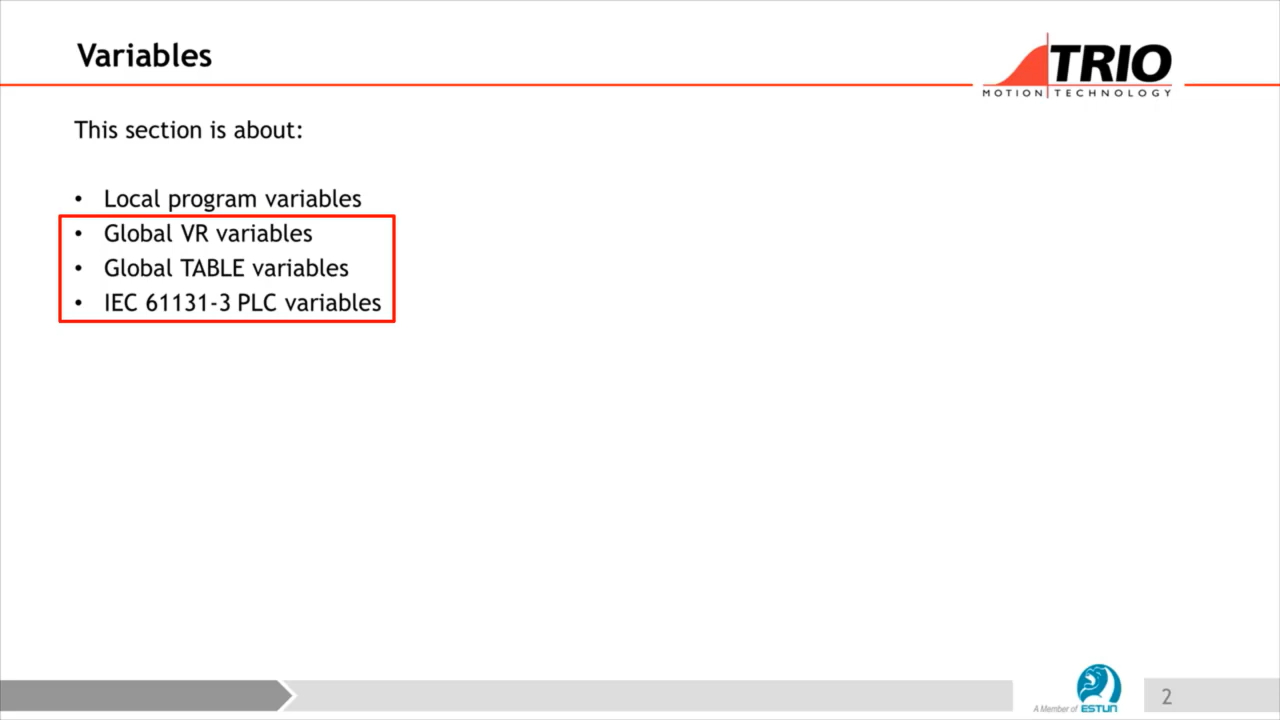 Variables
TRIO
MOTION TECHNOLOGY
This section is about:
• Local program variables
• Global VR variables
• Global TABLE variables
• IEC 61131-3 PLC variables
A Member of ESTUN
2